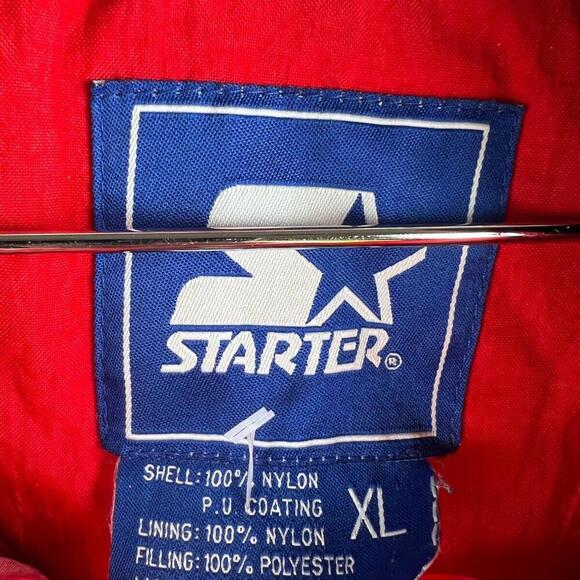 STARTER®
SHELL: 100% NYLON
P.U COATING
XL
LINING: 100% NYLON
FILLING: 100% POLYESTER